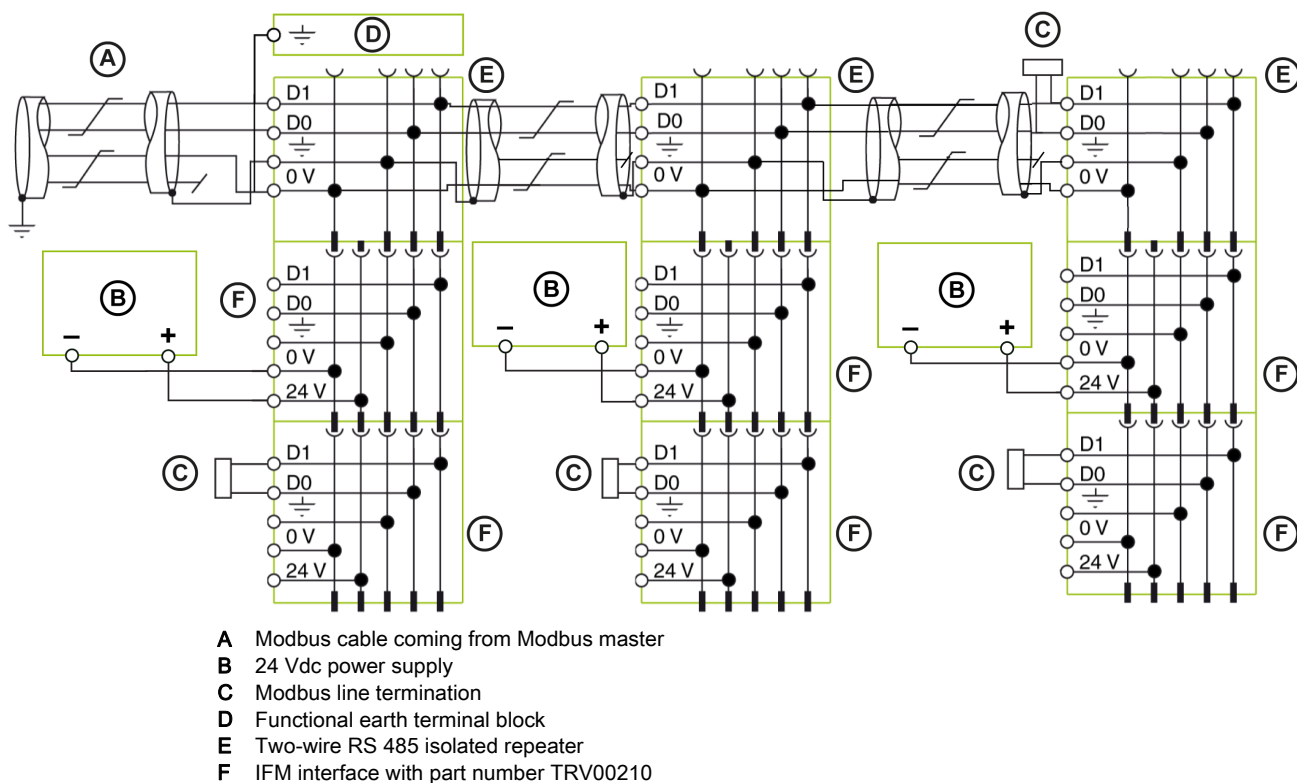 D
C
A
E
E
E
D1
D0
0 V
D1
D0
0 V
D1
D0
0 V
B
- +
F
D1
D0
0 V
24 V
B
- +
D1
D0
0 V
24 V
F
B
- +
D1
D0
0 V
24 V
F
C
D1
D0
0 V
24 V
F
C
D1
D0
0 V
24 V
F
C
D1
D0
0 V
24 V
F
A Modbus cable coming from Modbus master
B 24 Vdc power supply
C Modbus line termination
D Functional earth terminal block
E Two-wire RS 485 isolated repeater
F IFM interface with part number TRV00210